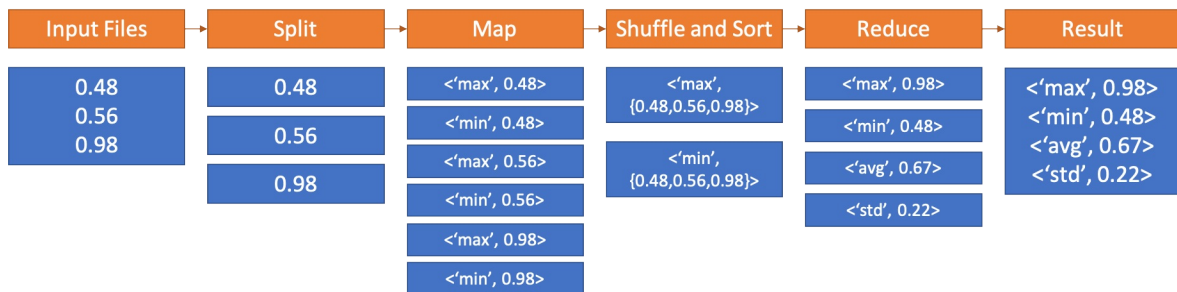 Input Files
Split
Map
Shuffle and Sort
Reduce
Result
0.48
0.56
0.98
0.48
0.56
0.98
<‘max’, 0.48>
<‘min’, 0.48>
<‘max’, 0.56>
<‘min’, 0.56>
<‘max’, 0.98>
<‘min’, 0.98>
<‘max’,
{0.48,0.56,0.98}>
<‘min’,
{0.48,0.56,0.98}>
<‘max’, 0.98>
<‘min’, 0.48>
<‘avg’, 0.67>
<‘std’, 0.22>
<‘max’, 0.98>
<‘min’, 0.48>
<‘avg’, 0.67>
<‘std’, 0.22>